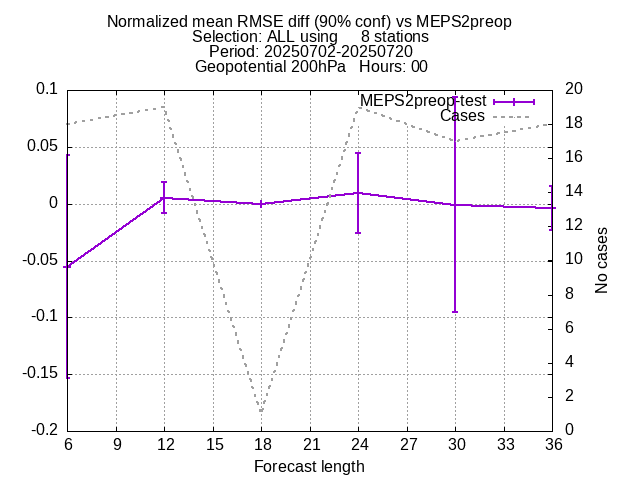 Normalized mean RMSE diff (90% conf) vs MEPS2preop
Selection: ALL using     8 stations
Period: 20250702-20250720
Geopotential 200hPa   Hours: 00
MEPS2preop-test
Cases
0.1
0.05
0
-0.05
-0.1
-0.15
-0.2
20
18
16
14
12
10
8
6
4
2
0
No cases
6 9 12 15 18 21 24 27 30 33 36
Forecast length